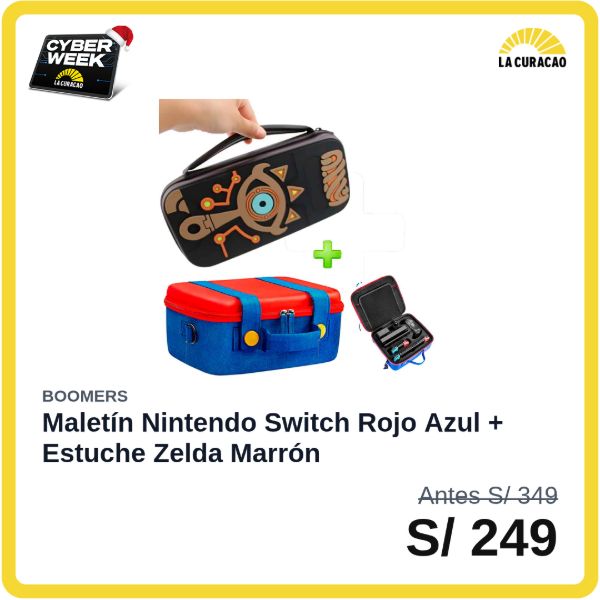 CYBER
WEEK
LA CURACAO
LA CURACAO
BOOMERS
Maletín Nintendo Switch Rojo Azul +
Estuche Zelda Marrón
Antes S/ 349
S/ 249